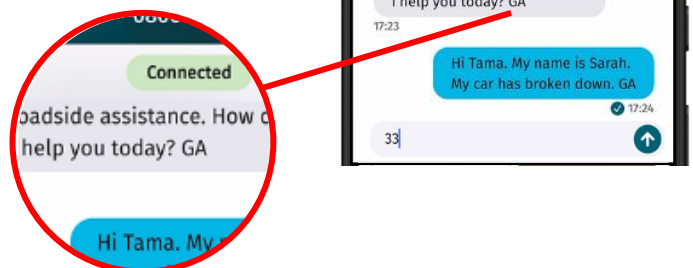 Connected
oadside assistance. How
help you today? GA
Hi Tama. My
I help you today? GA
17:23
Hi Tama. My name is Sarah.
My car has broken down. GA
17:24
33